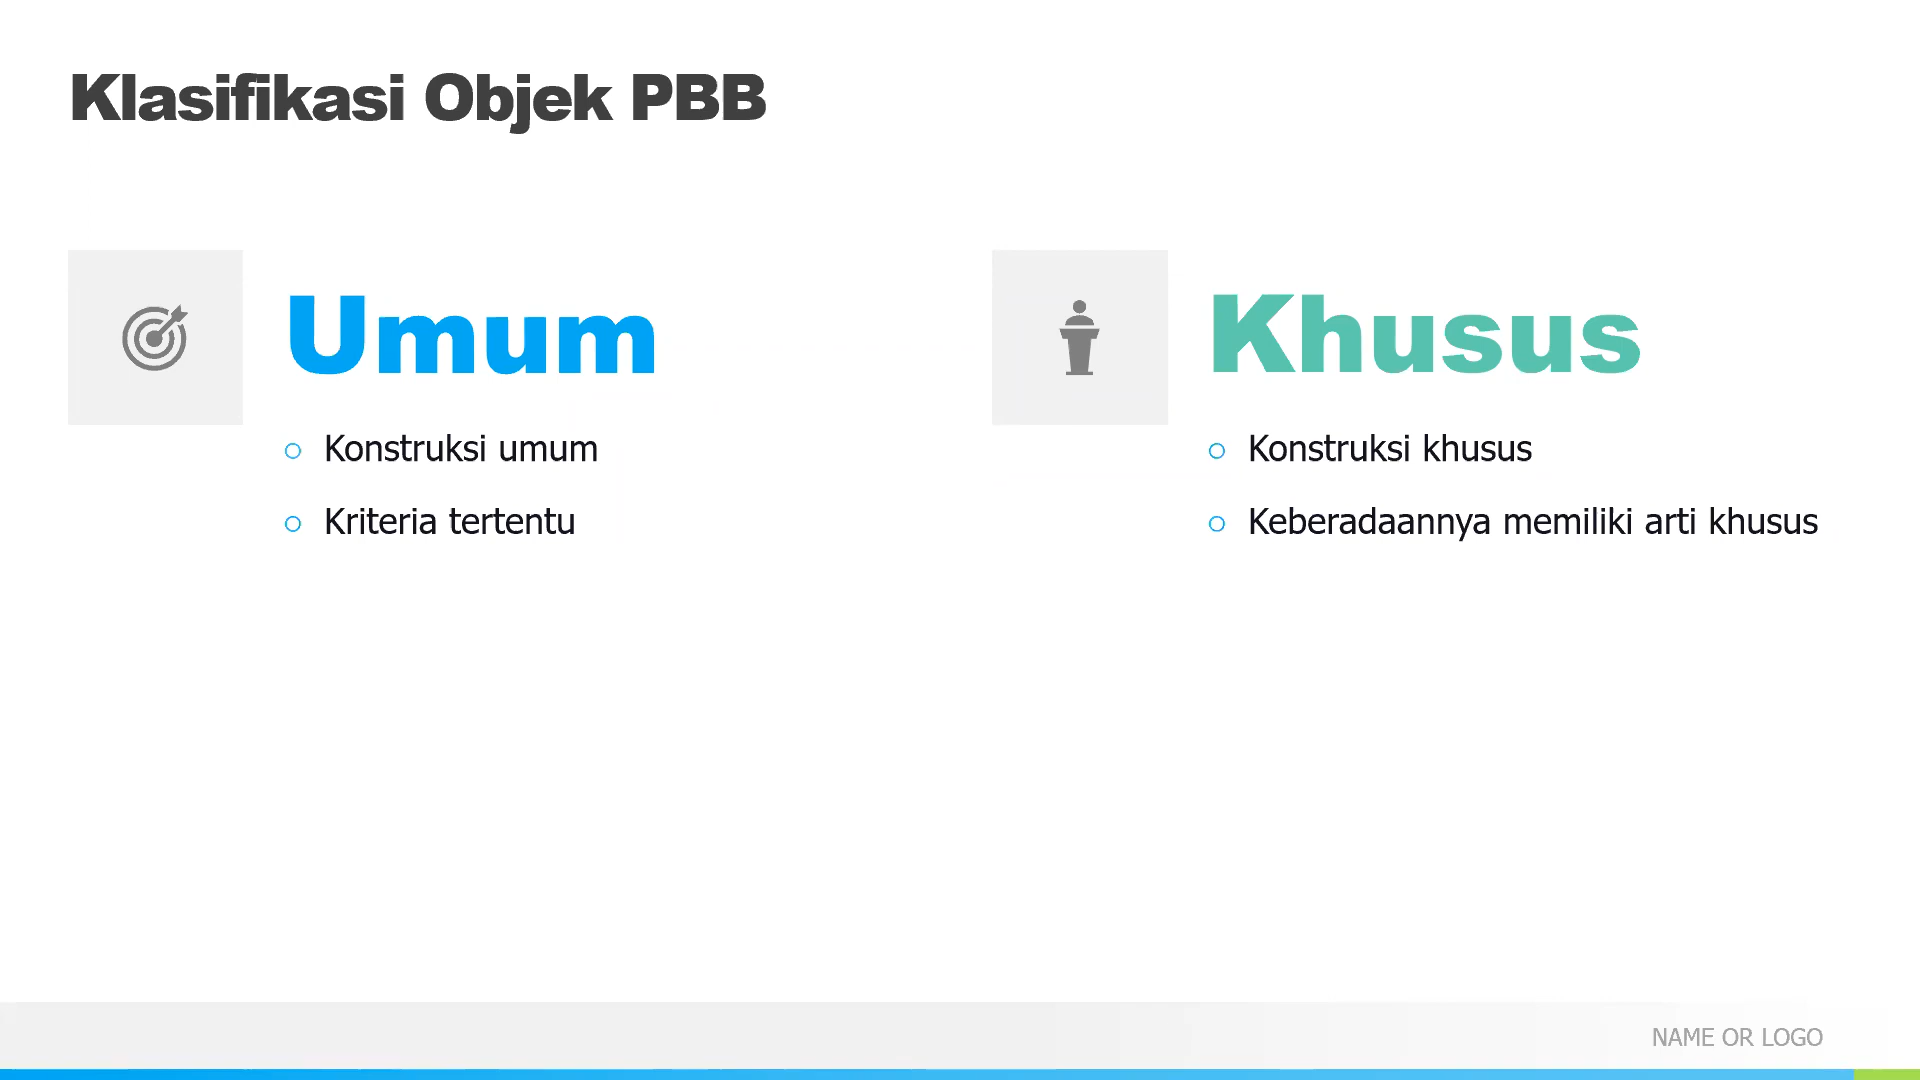 Klasifikasi Objek PBB
Umum
Konstruksi umum
Kriteria tertentu
Khusus
Konstruksi khusus
Keberadaannya memiliki arti khusus
NAME OR LOGO